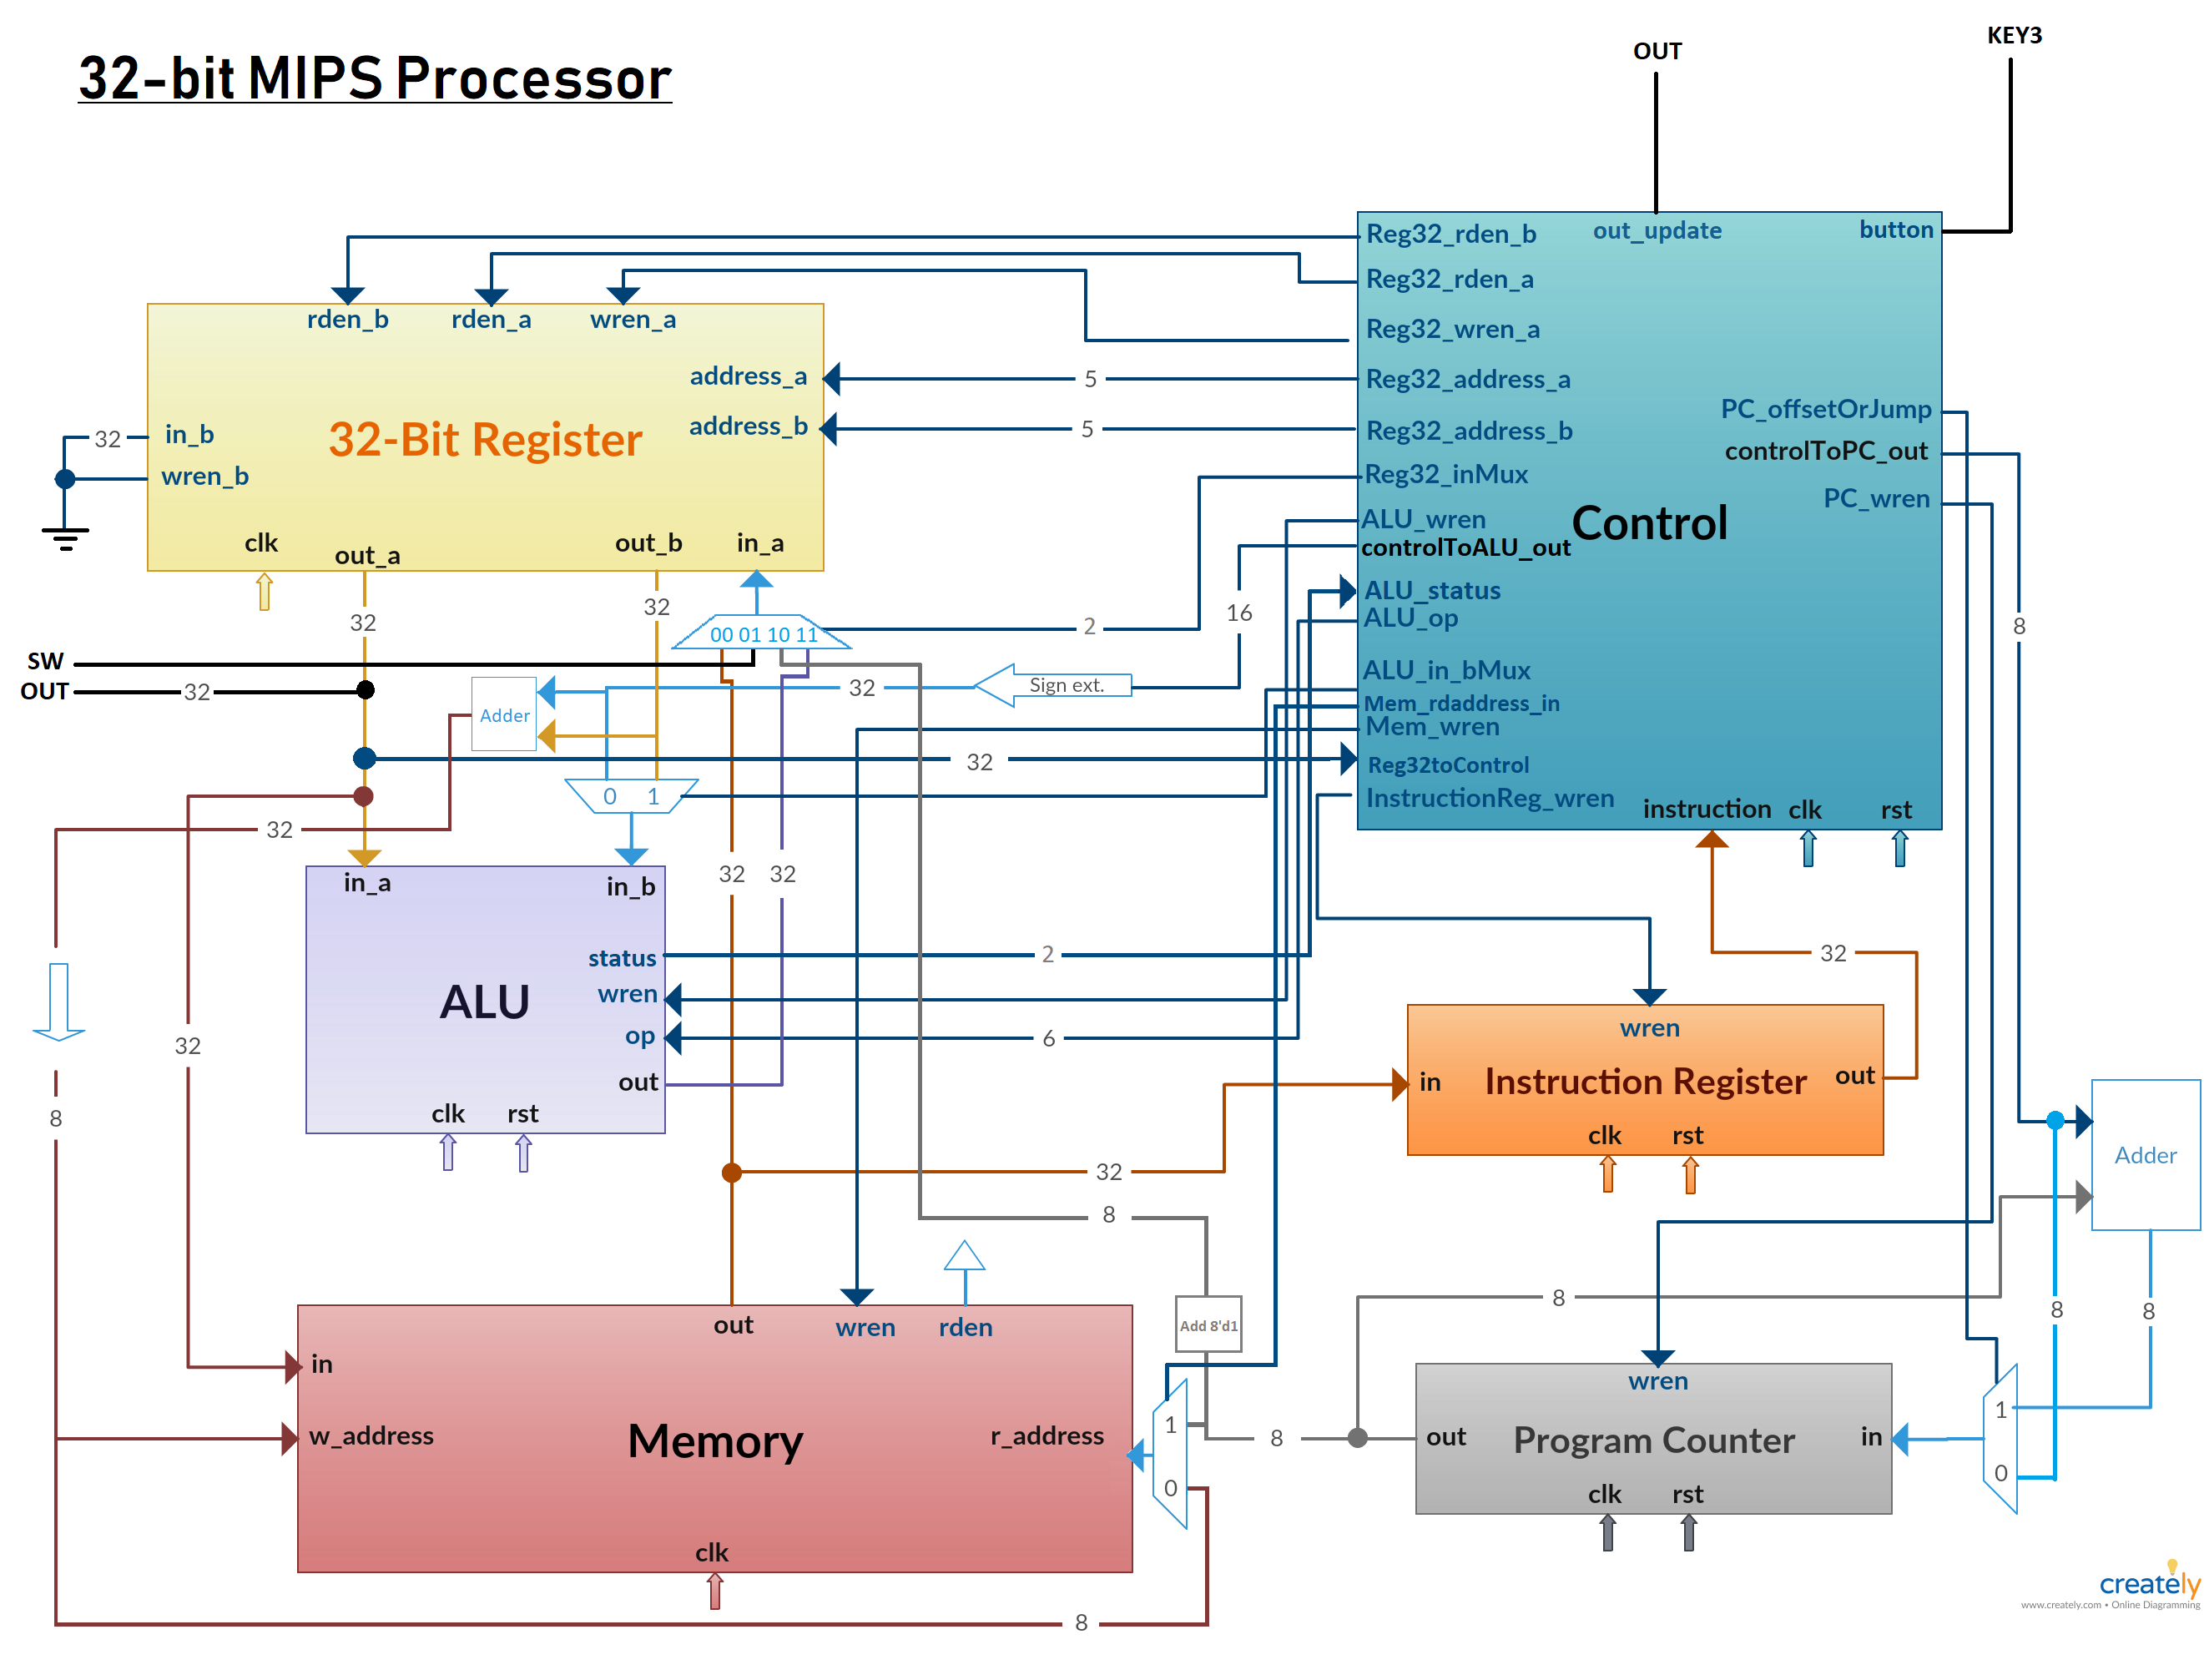 32-bit MIPS Processor
OUT
KEY3
Reg32_rden_b
out_update
button
Reg32_rden_a
Reg32_wren_a
Reg32_address_a
Reg32_address_b
Reg32_inMux
ALU_wren
controlToALU_out
ALU_status
ALU_op
ALU_in_bMux
Mem_rdaddress_in
Mem_wren
Reg32toControl
InstructionReg_wren
PC_offsetOrJump
controlToPC_out
PC_wren
Control
instruction
clk
rst
rden_b
rden_a
wren_a
address_a
5
address_b
5
32
in_b
wren_b
32-Bit Register
clk
out_a
out_b
in_a
32
32
00 01 10 11
2
16
8
SW
OUT
32
Adder
32
Sign ext.
32
0
1
32
32
32
in_a
in_b
status
2
wren
op
6
out
ALU
clk
rst
32
8
32
32
8
wren
in
Instruction Register
out
clk
rst
Adder
8
8
8
Add 8'd1
out
wren
rden
in
w_address
Memory
r_address
clk
1
0
8
8
wren
out
Program Counter
in
clk
rst
1
0
creately
www.creately.com • Online Diagramming